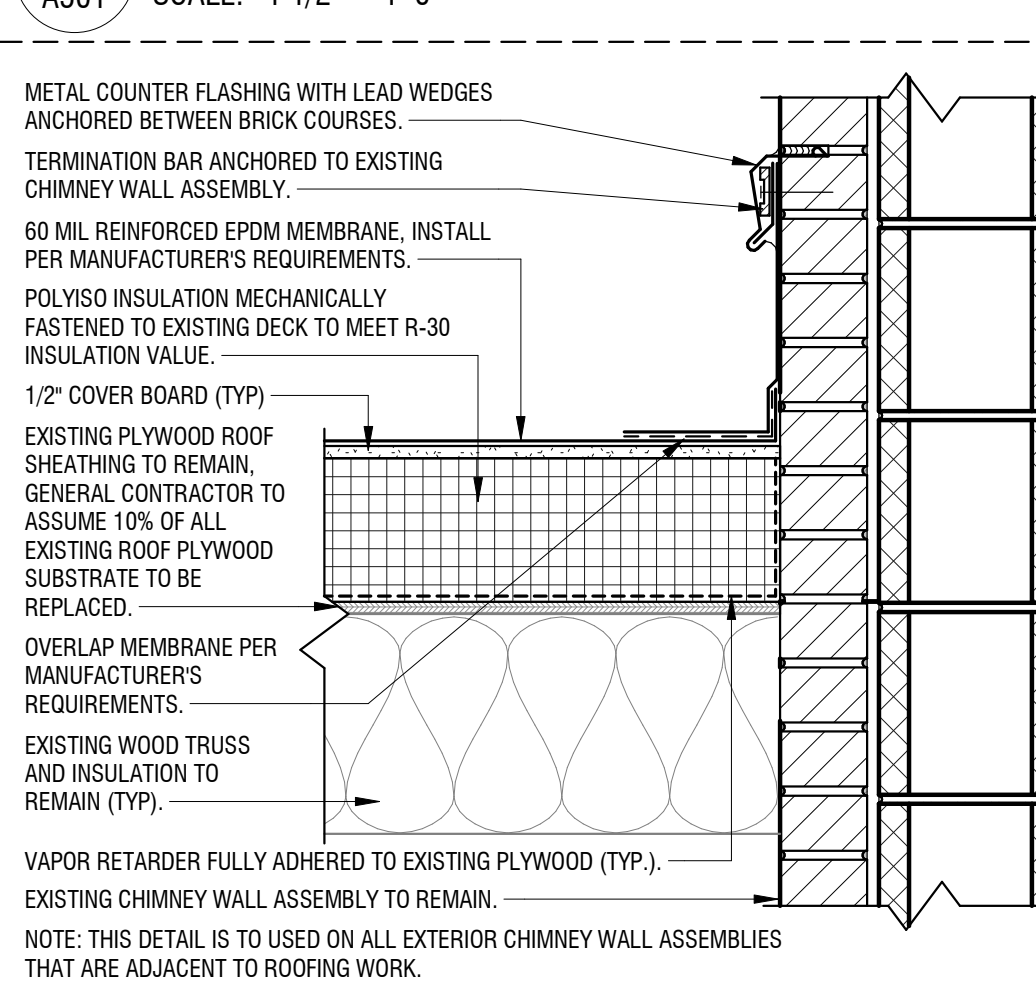 METAL COUNTER FLASHING WITH LEAD WEDGES
ANCHORED BETWEEN BRICK COURSES.
TERMINATION BAR ANCHORED TO EXISTING
CHIMNEY WALL ASSEMBLY.
60 MIL REINFORCED EPDM MEMBRANE, INSTALL
PER MANUFACTURER'S REQUIREMENTS.
POLYISO INSULATION MECHANICALLY
FASTENED TO EXISTING DECK TO MEET R-30
INSULATION VALUE.
1/2" COVER BOARD (TYP)
EXISTING PLYWOOD ROOF
SHEATHING TO REMAIN,
GENERAL CONTRACTOR TO
ASSUME 10% OF ALL
EXISTING ROOF PLYWOOD
SUBSTRATE TO BE
REPLACED.
OVERLAP MEMBRANE PER
MANUFACTURER'S
REQUIREMENTS.
EXISTING WOOD TRUSS
AND INSULATION TO
REMAIN (TYP).
VAPOR RETARDER FULLY ADHERED TO EXISTING PLYWOOD (TYP.).
EXISTING CHIMNEY WALL ASSEMBLY TO REMAIN.
NOTE: THIS DETAIL IS TO USED ON ALL EXTERIOR CHIMNEY WALL ASSEMBLIES
THAT ARE ADJACENT TO ROOFING WORK.